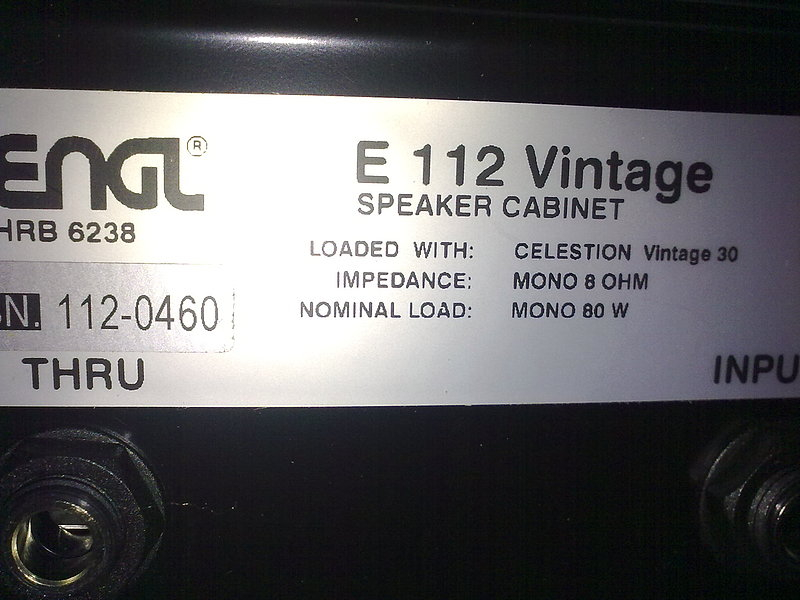 ENGL®
HRB 6238
SN. 112-0460
THRU
E 112 Vintage
SPEAKER CABINET
LOADED WITH: CELESTION Vintage 30
IMPEDANCE: MONO 8 OHM
NOMINAL LOAD: MONO 80 W
INPU